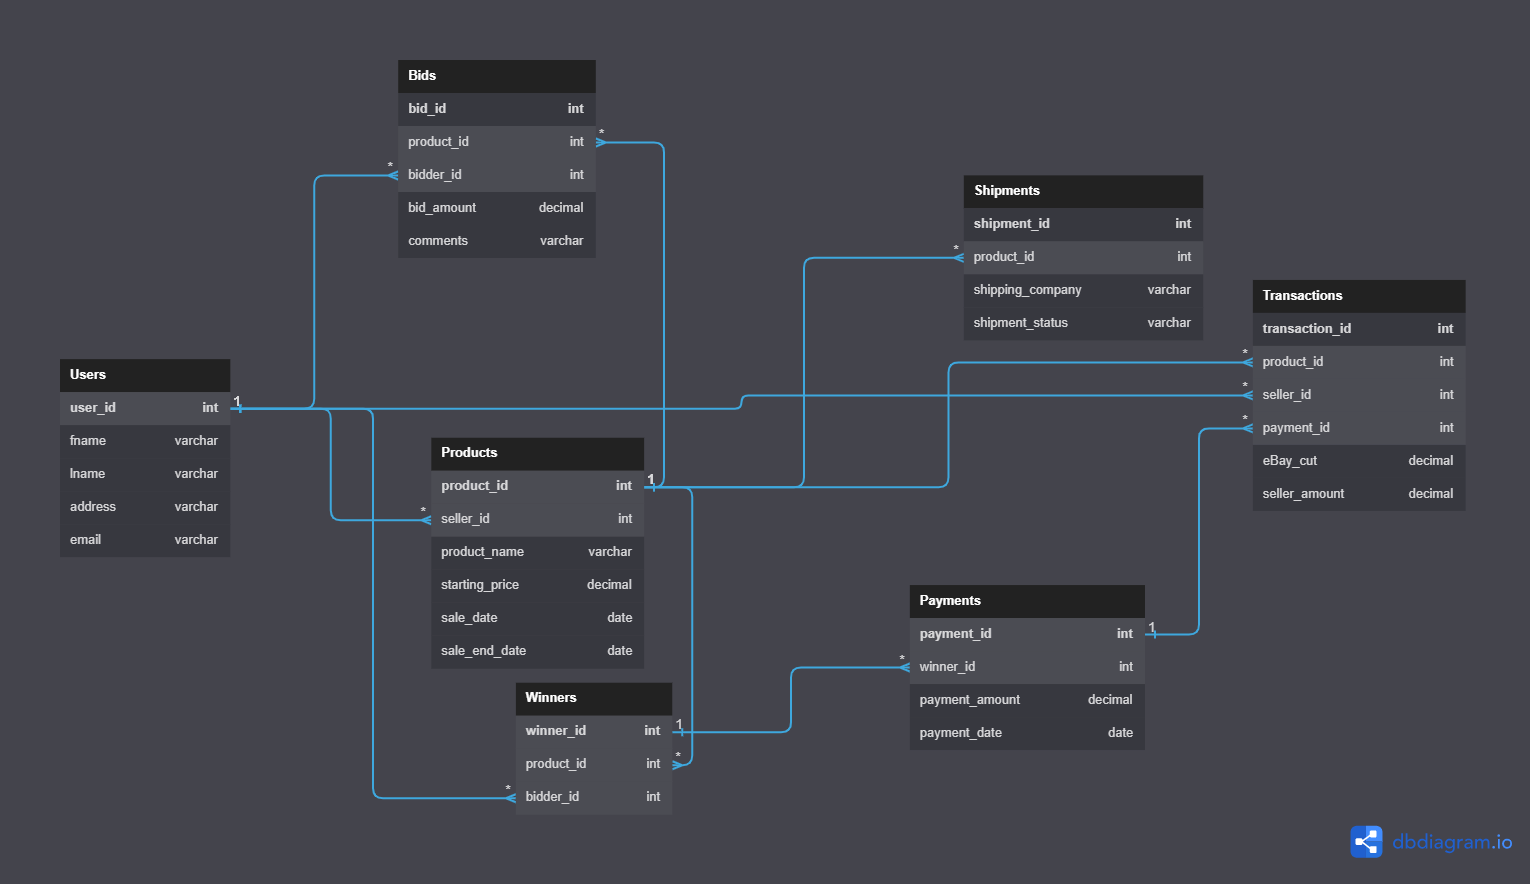 Bids
bid_id int
*
product_id int
*
bidder_id int
bid_amount decimal
comments varchar
Shipments
shipment_id int
*
product_id int
shipping_company varchar
shipment_status varchar
Transactions
transaction_id int
*
product_id int
*
seller_id int
*
payment_id int
eBay_cut decimal
seller_amount decimal
Users
1
user_id int
fname varchar
lname varchar
address varchar
email varchar
Products
1
product_id int
*
seller_id int
product_name varchar
starting_price decimal
sale_date date
sale_end_date date
Payments
1
payment_id int
*
winner_id int
payment_amount decimal
payment_date date
Winners
1
winner_id int
*
product_id int
*
bidder_id int
dbdiagram.io